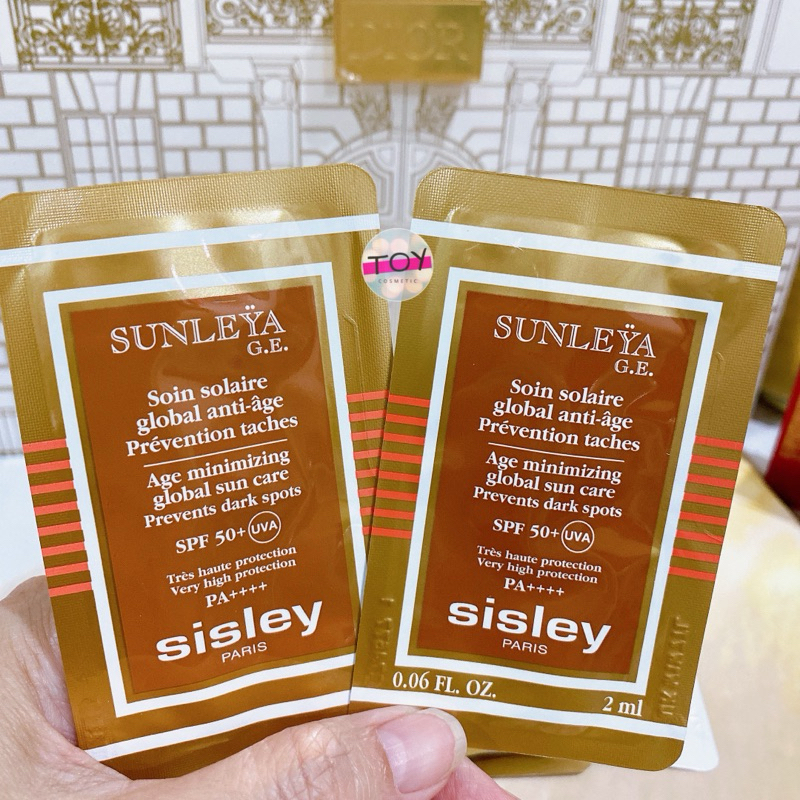 DIOR
TOY
COSMETIC
SUNLEŸA
G.E.
Soin solaire
global anti-âge
Prévention taches
Age minimizing
global sun care
Prevents dark spots
SPF 50+ UVA
Très haute protection
Very high protection
PA++++
sisley
PARIS
SUNLEŸA
G.E.
Soin solaire
global anti-âge
Prévention taches
Age minimizing
global sun care
Prevents dark spots
SPF 50+ UVA
Très haute protection
Very high protection
PA++++
sisley
PARIS
0.06 FL. OZ.
2 ml